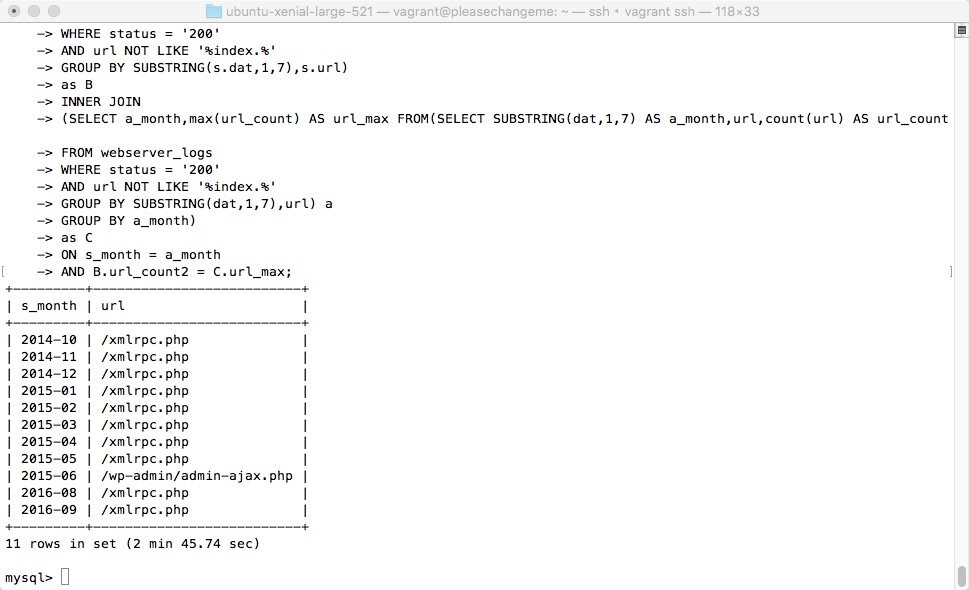 ubuntu-xenial-large-521 — vagrant@pleasechangeme: ~ — ssh • vagrant ssh — 118×33
    -> WHERE status = '200'
    -> AND url NOT LIKE '%index.%'
    -> GROUP BY SUBSTRING(s.dat,1,7),s.url)
    -> as B
    -> INNER JOIN
    -> (SELECT a_month,max(url_count) AS url_max FROM(SELECT SUBSTRING(dat,1,7) AS a_month,url,count(url) AS url_count
    -> FROM webserver_logs
    -> WHERE status = '200'
    -> AND url NOT LIKE '%index.%'
    -> GROUP BY SUBSTRING(dat,1,7),url) a
    -> GROUP BY a_month)
    -> as C
    -> ON s_month = a_month
[    -> AND B.url_count2 = C.url_max; ]
+---------+--------------------------+
| s_month | url                      |
+---------+--------------------------+
| 2014-10 | /xmlrpc.php              |
| 2014-11 | /xmlrpc.php              |
| 2014-12 | /xmlrpc.php              |
| 2015-01 | /xmlrpc.php              |
| 2015-02 | /xmlrpc.php              |
| 2015-03 | /xmlrpc.php              |
| 2015-04 | /xmlrpc.php              |
| 2015-05 | /xmlrpc.php              |
| 2015-06 | /wp-admin/admin-ajax.php |
| 2016-08 | /xmlrpc.php              |
| 2016-09 | /xmlrpc.php              |
+---------+--------------------------+
11 rows in set (2 min 45.74 sec)
mysql>